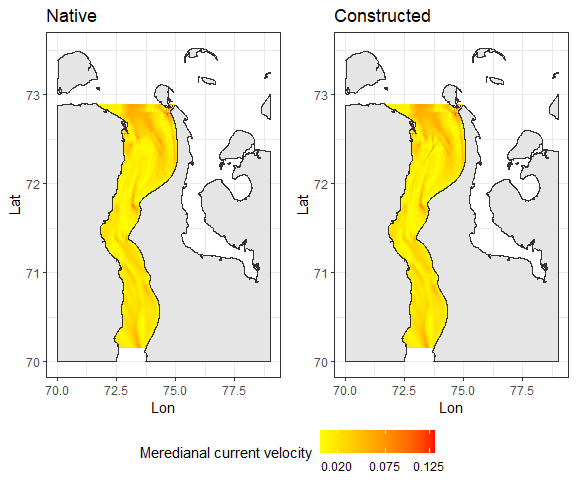 Native Constructed
Lat
73
72
71
70
70.0 72.5 75.0 77.5
Lon
Lat
73
72
71
70
70.0 72.5 75.0 77.5
Lon
Meredianal current velocity
0.020 0.075 0.125